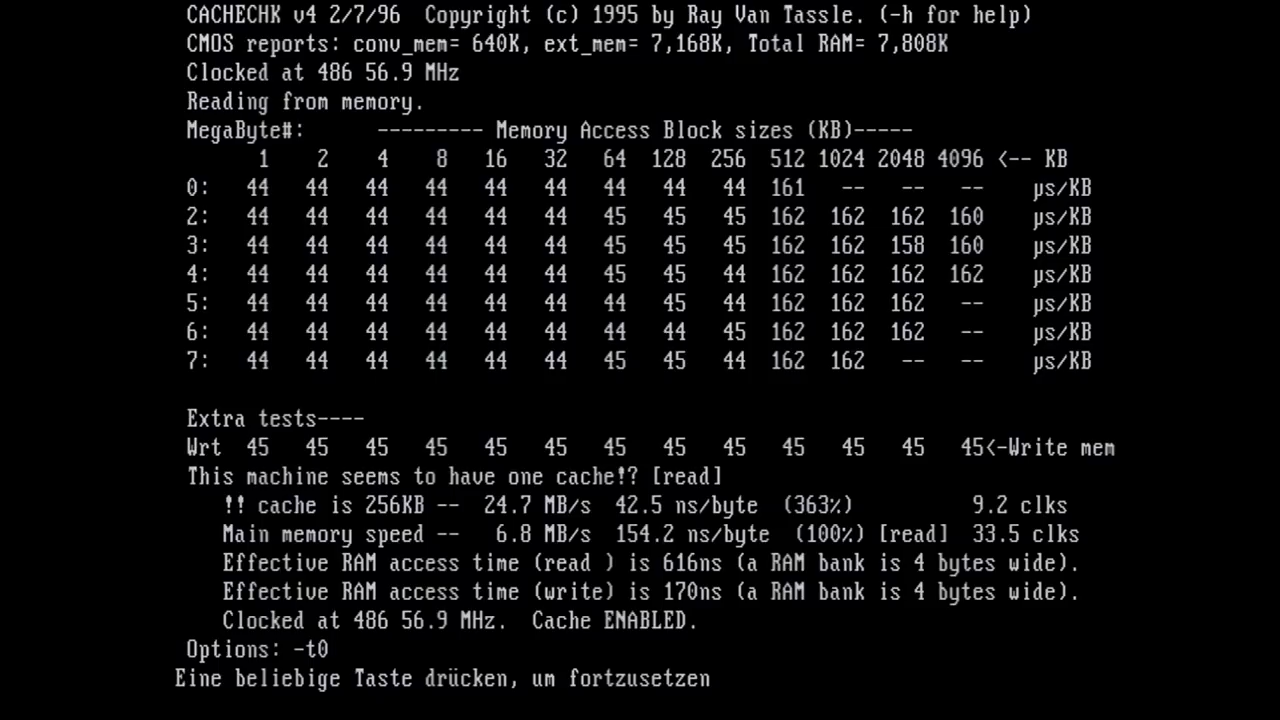 CACHECHK v4 2/7/96  Copyright (c) 1995 by Ray Van Tassle. (-h for help)
CMOS reports: conv_mem= 640K, ext_mem= 7,168K, Total RAM= 7,808K
Clocked at 486 56.9 MHz
Reading from memory.
MegaByte#:      --------- Memory Access Block sizes (KB)-----
1    2    4    8   16   32   64  128  256  512 1024 2048 4096 <-- KB
0:   44   44   44   44   44   44   44   44   44  161   --   --   --    µs/KB
2:   44   44   44   44   44   44   45   45   45  162  162  162  160    µs/KB
3:   44   44   44   44   44   44   45   45   45  162  162  158  160    µs/KB
4:   44   44   44   44   44   44   45   45   44  162  162  162  162    µs/KB
5:   44   44   44   44   44   44   44   45   44  162  162  162   --    µs/KB
6:   44   44   44   44   44   44   44   44   45  162  162  162   --    µs/KB
7:   44   44   44   44   44   44   45   45   44  162  162   --   --    µs/KB
Extra tests----
Wrt  45   45   45   45   45   45   45   45   45   45   45   45   45<-Write mem
This machine seems to have one cache!? [read]
!! cache is 256KB --  24.7 MB/s  42.5 ns/byte  (363%)          9.2 clks
Main memory speed --   6.8 MB/s 154.2 ns/byte  (100%) [read]  33.5 clks
Effective RAM access time (read ) is 616ns (a RAM bank is 4 bytes wide).
Effective RAM access time (write) is 170ns (a RAM bank is 4 bytes wide).
Clocked at 486 56.9 MHz.  Cache ENABLED.
Options: -t0
Eine beliebige Taste drücken, um fortzusetzen